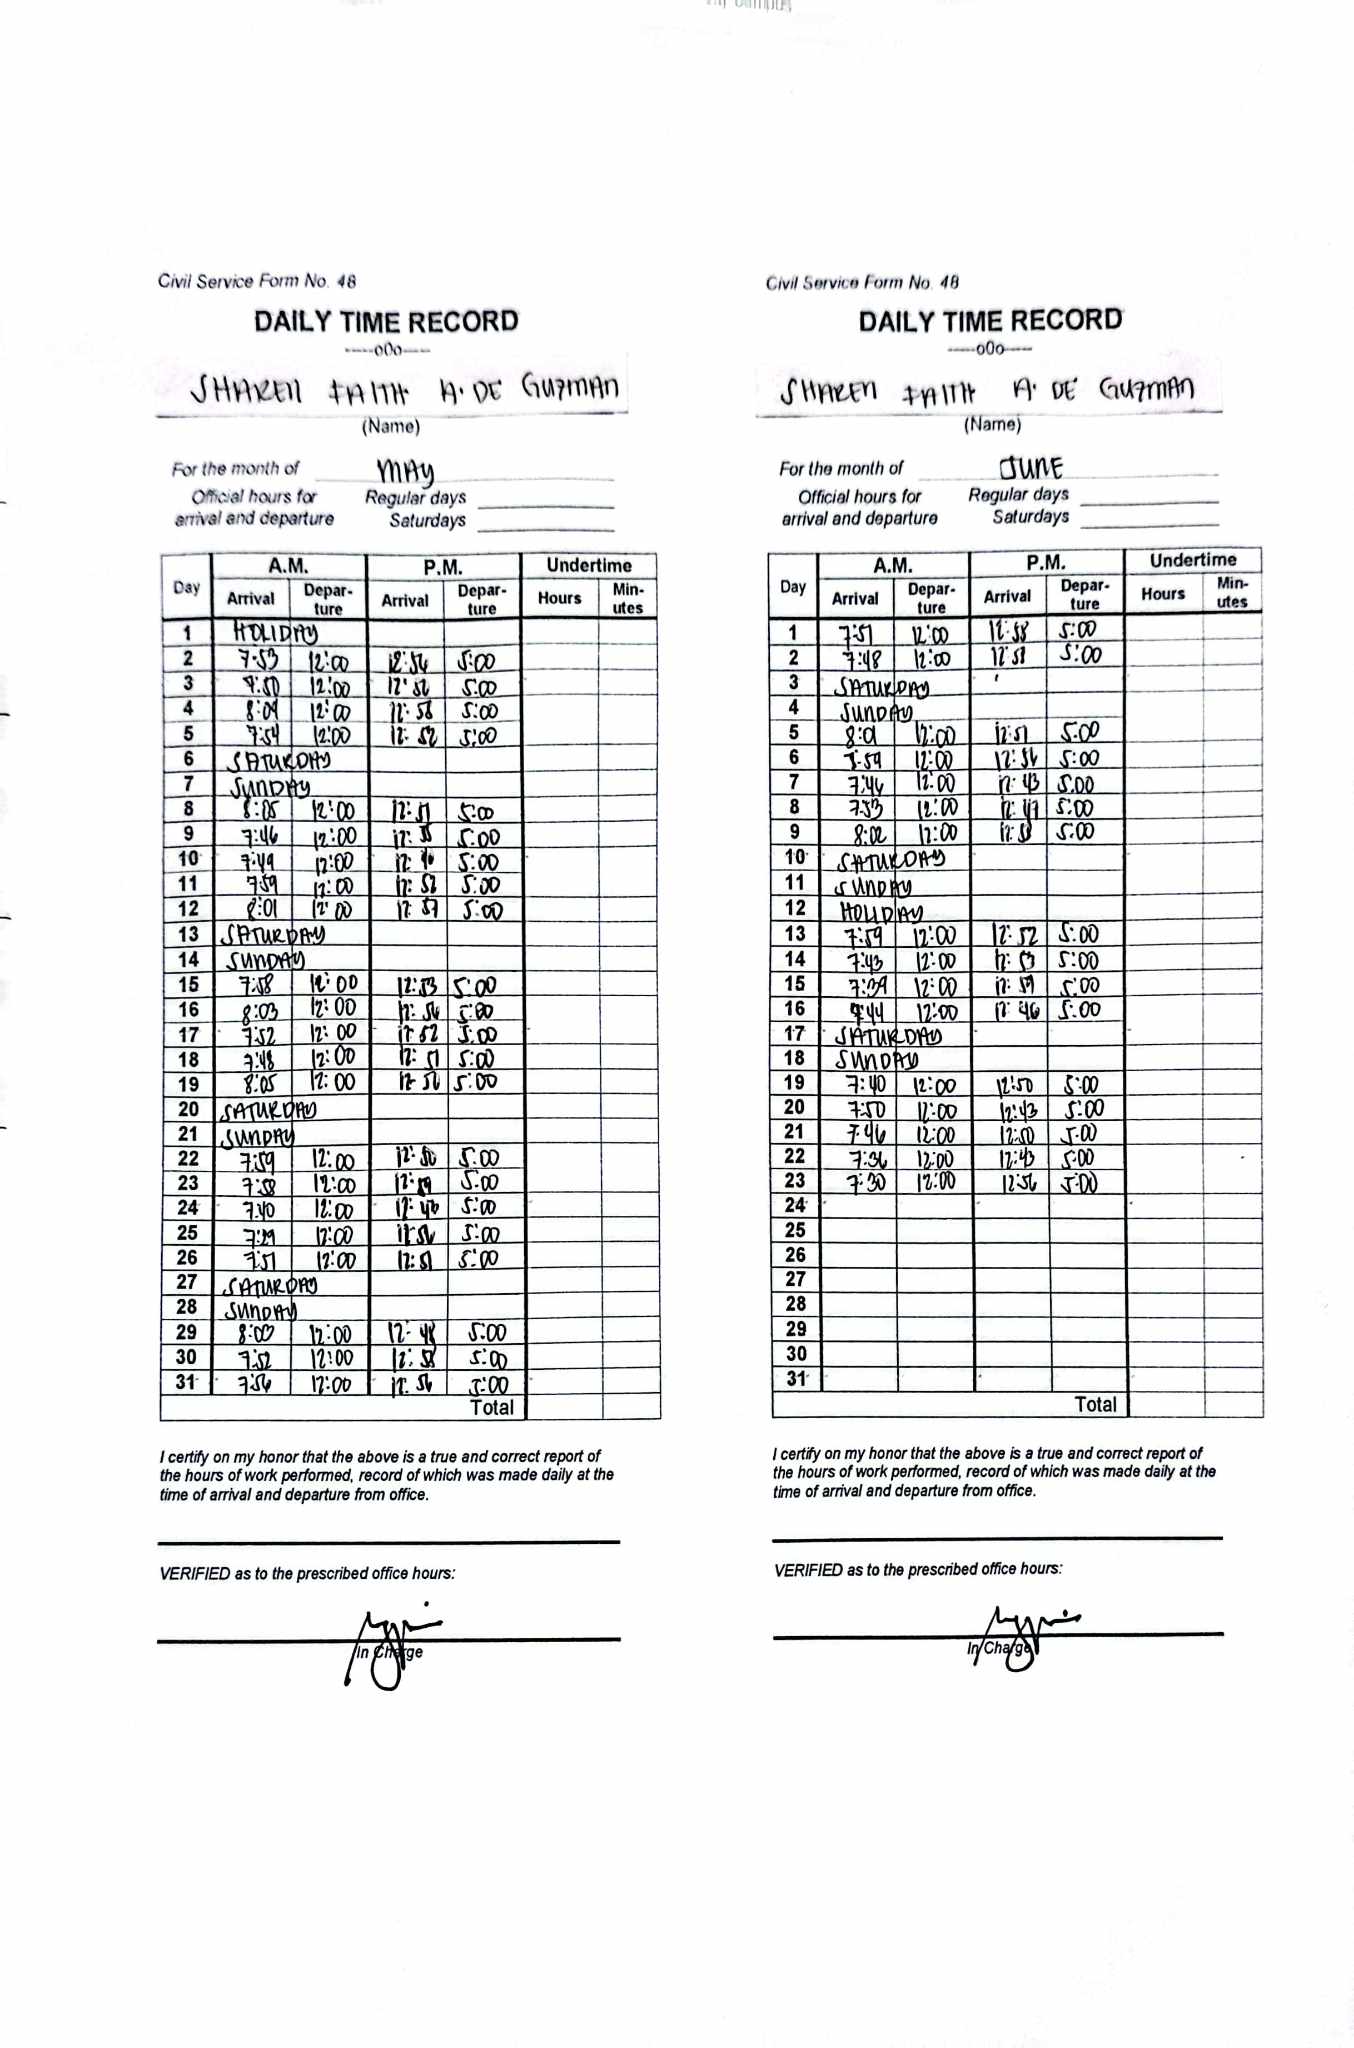 Civil Service Form No. 48
DAILY TIME RECORD
-----o0o-----
SHAREN FAITH A. DE GUZMAN
(Name)
For the month of MAY
Official hours for Regular days
arrival and departure Saturdays
Day A.M. P.M. Undertime
Arrival Depar-ture Arrival Depar-ture Hours Min-utes
1 HOLIDAY
2 7:53 12:00 12:56 5:00
3 7:50 12:00 12:56 5:00
4 8:04 12:00 12:58 5:00
5 7:54 12:00 12:52 5:00
6 SATURDAY
7 SUNDAY
8 8:05 12:00 12:51 5:00
9 7:46 12:00 5:00
10 7:49 12:00 5:00
11 7:59 12:00 12:52 5:00
12 8:01 12:00 12:57 5:00
13 SATURDAY
14 SUNDAY
15 7:58 12:00 12:53 5:00
16 8:03 12:00 12:56 5:00
17 7:52 12:00 12:52 5:00
18 7:48 12:00 12:51 5:00
19 8:05 12:00 12:56 5:00
20 SATURDAY
21 SUNDAY
22 7:59 12:00 12:50 5:00
23 7:58 12:00 12:59 5:00
24 7:40 12:00 12:46 5:00
25 7:29 12:00 12:56 5:00
26 7:51 12:00 12:51 5:00
27 SATURDAY
28 SUNDAY
29 8:00 12:00 12:48 5:00
30 7:52 12:00 12:58 5:00
31 7:56 12:00 12:56 5:00
Total
I certify on my honor that the above is a true and correct report of
the hours of work performed, record of which was made daily at the
time of arrival and departure from office.
VERIFIED as to the prescribed office hours:
In Charge
Civil Service Form No. 48
DAILY TIME RECORD
-----o0o-----
SHAREN FAITH A. DE GUZMAN
(Name)
For the month of JUNE
Official hours for Regular days
arrival and departure Saturdays
Day A.M. P.M. Undertime
Arrival Depar-ture Arrival Depar-ture Hours Min-utes
1 7:51 12:00 12:58 5:00
2 7:48 12:00 12:51 5:00
3 SATURDAY
4 SUNDAY
5 8:01 12:00 12:51 5:00
6 7:59 12:00 12:56 5:00
7 7:46 12:00 12:43 5:00
8 7:53 12:00 12:47 5:00
9 8:02 12:00 5:00
10 SATURDAY
11 SUNDAY
12 HOLIDAY
13 7:59 12:00 12:52 5:00
14 7:43 12:00 12:53 5:00
15 7:39 12:00 12:59 5:00
16 7:44 12:00 12:46 5:00
17 SATURDAY
18 SUNDAY
19 7:40 12:00 12:50 5:00
20 7:50 12:00 12:43 5:00
21 7:46 12:00 12:50 5:00
22 7:36 12:00 12:43 5:00
23 7:30 12:00 12:56 5:00
24
25
26
27
28
29
30
31
Total
I certify on my honor that the above is a true and correct report of
the hours of work performed, record of which was made daily at the
time of arrival and departure from office.
VERIFIED as to the prescribed office hours:
In Charge